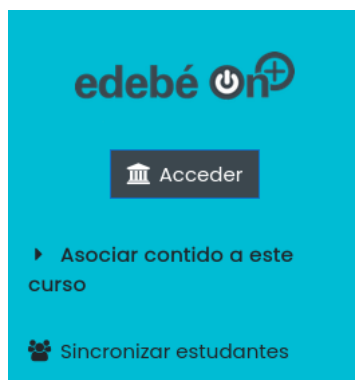 edebé On+
Acceder
Asociar contido a este
curso
Sincronizar estudantes